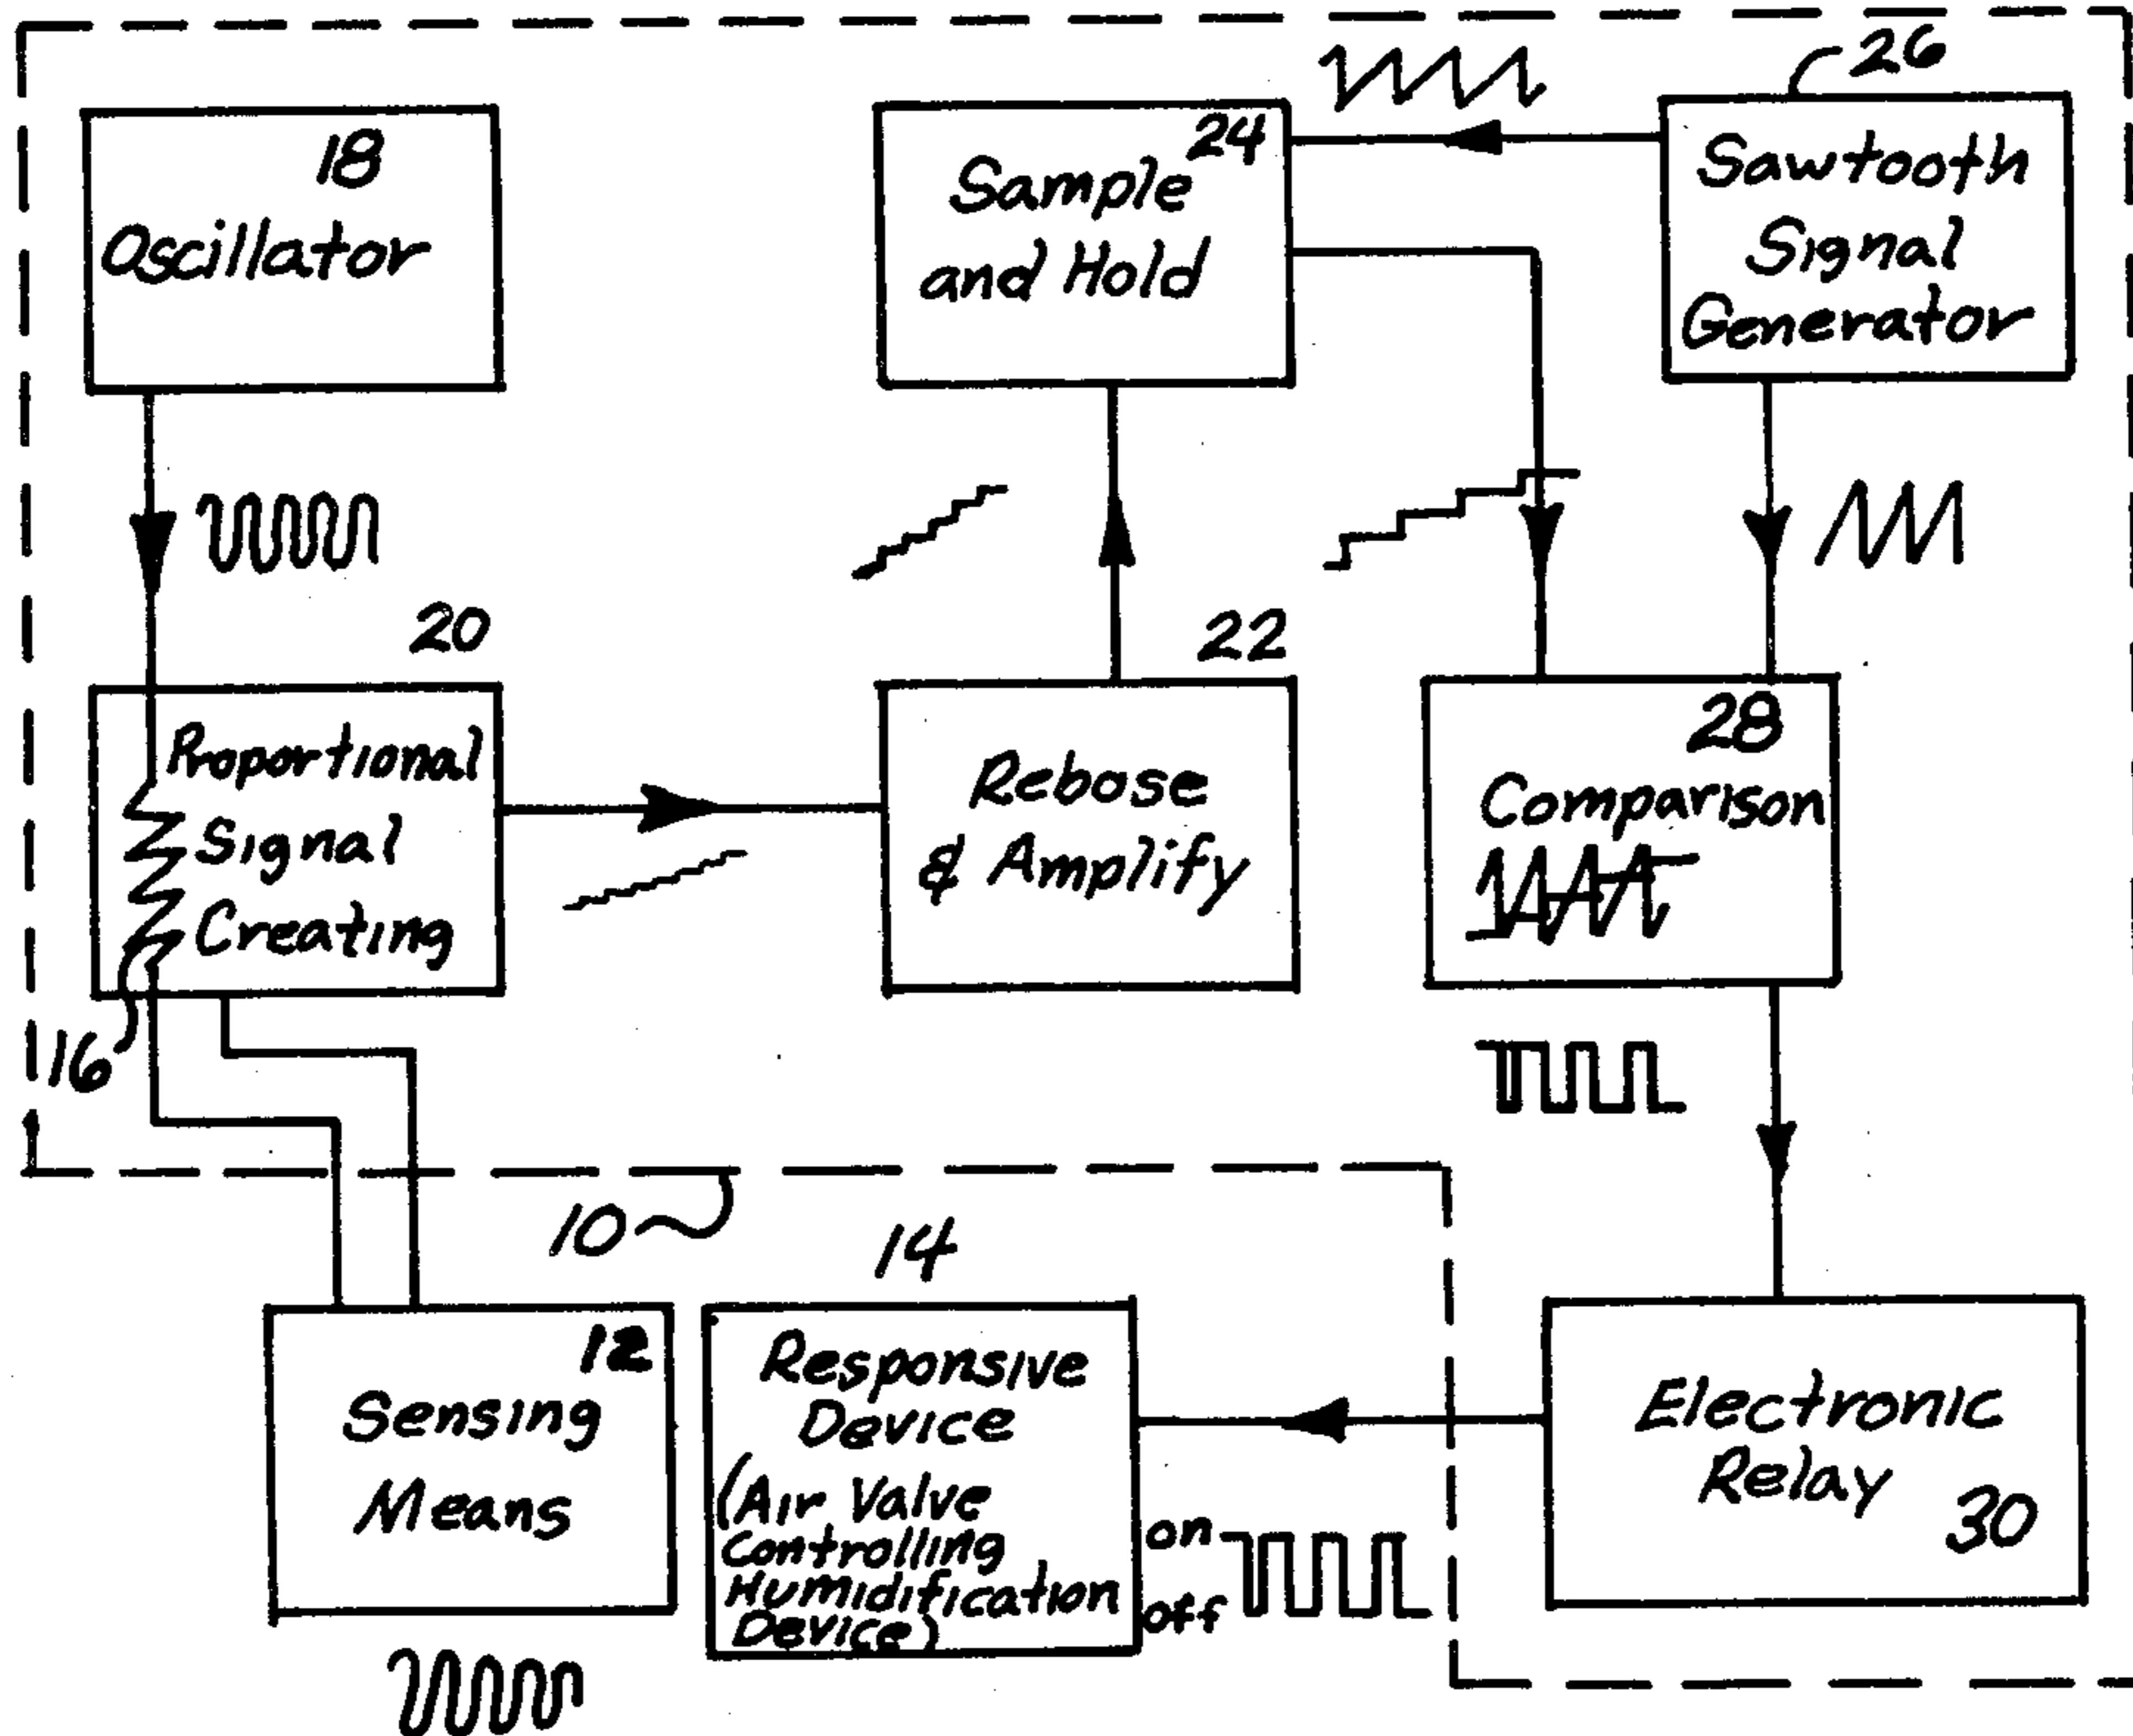 26
18
Oscillator
24
Sample
and Hold
Sawtooth
Signal
Generator
20
Proportional
Signal
Creating
16
22
Rebose
& Amplify
28
Comparison
10
12
Sensing
Means
14
Responsive
Device
(Air Valve
Controlling
Humidification
Device)
on
off
Electronic
Relay
30